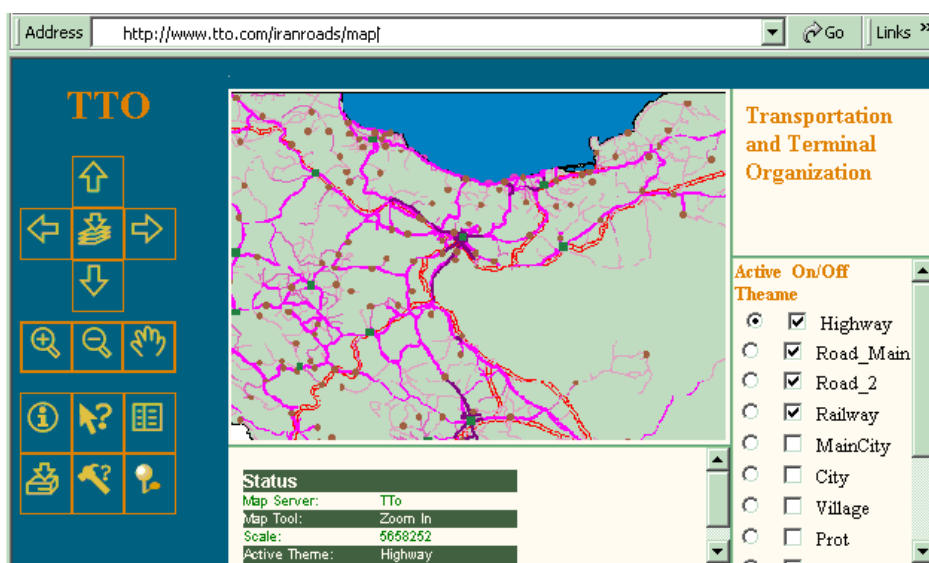 Address http://www.tto.com/iranroads/map Go Links »
TTO
Transportation
and Terminal
Organization
Active On/Off
Theame
Highway
Road_Main
Road_2
Railway
MainCity
City
Village
Prot
Status
Map Server: TTo
Map Tool: Zoom In
Scale: 5658252
Active Theme: Highway